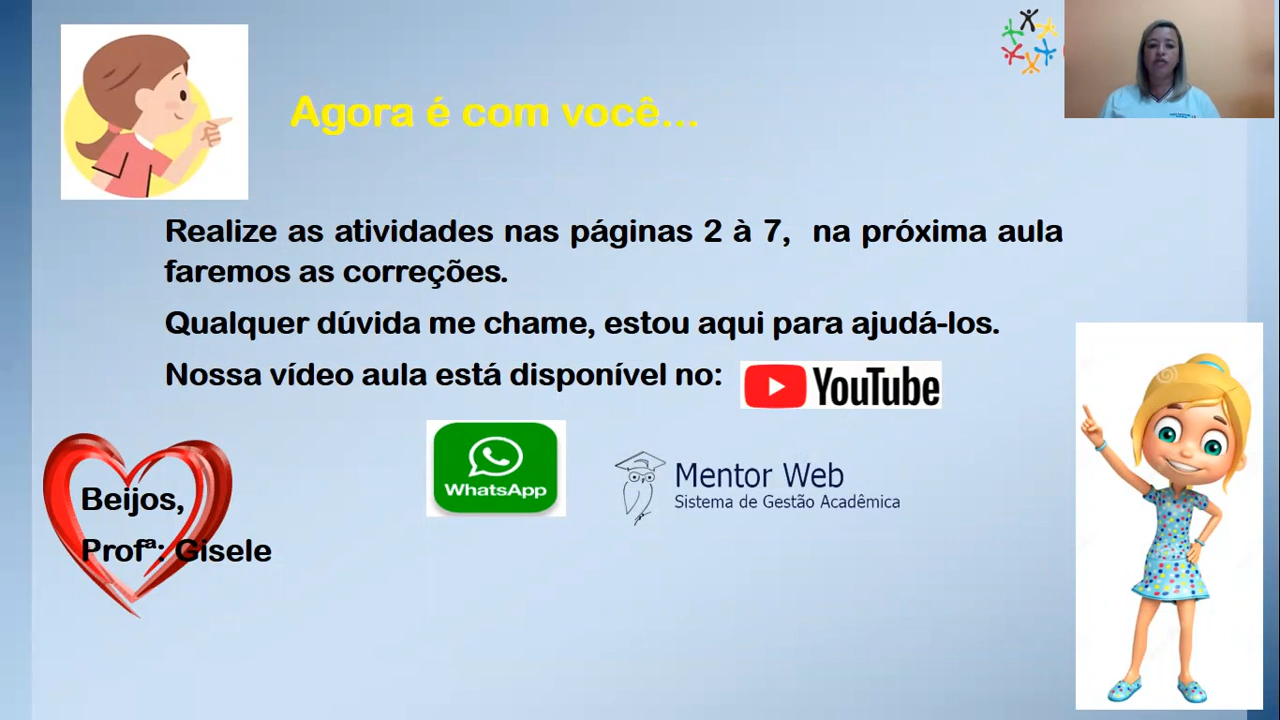 Agora é com você...
Realize as atividades nas páginas 2 à 7, na próxima aula
faremos as correções.
Qualquer dúvida me chame, estou aqui para ajudá-los.
Nossa vídeo aula está disponível no:
YouTube
WhatsApp
Mentor Web
Sistema de Gestão Acadêmica
Beijos,
Profª: Gisele